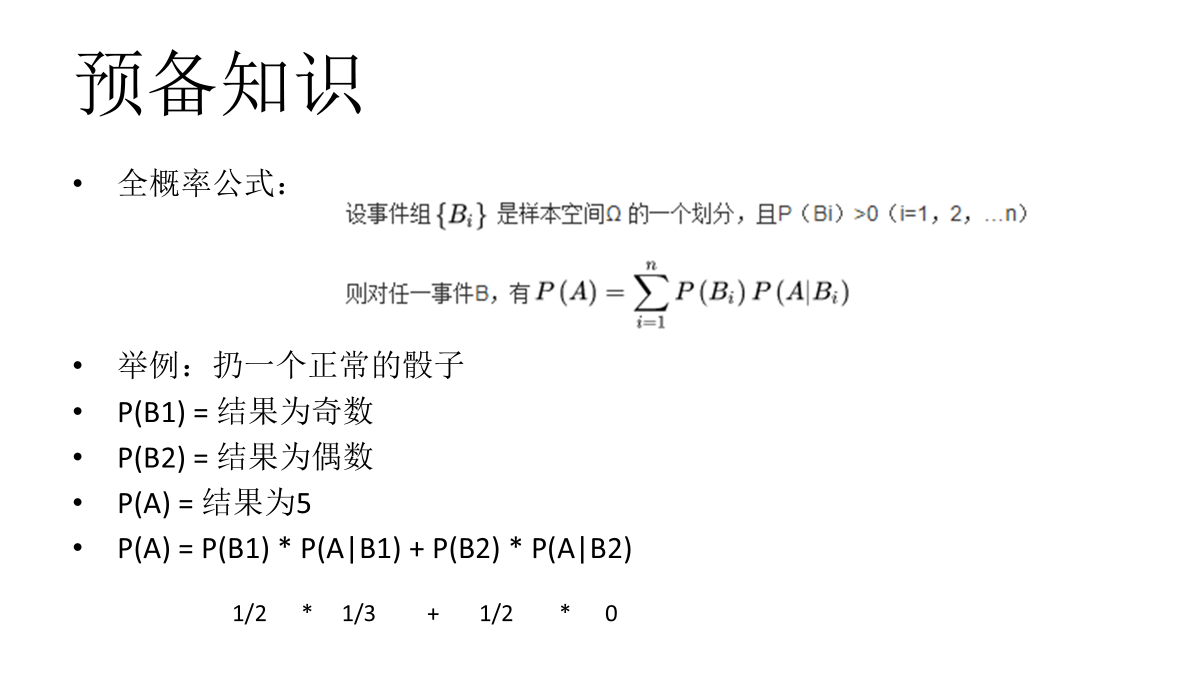 预备知识
• 全概率公式：
设事件组{B_i} 是样本空间Ω 的一个划分，且P（Bi）>0（i=1，2，…n）
则对任一事件B，有 P(A) = \sum_{i=1}^{n} P(B_i) P(A|B_i)
• 举例：扔一个正常的骰子
• P(B1) = 结果为奇数
• P(B2) = 结果为偶数
• P(A) = 结果为5
• P(A) = P(B1) * P(A|B1) + P(B2) * P(A|B2)
1/2 * 1/3 + 1/2 * 0